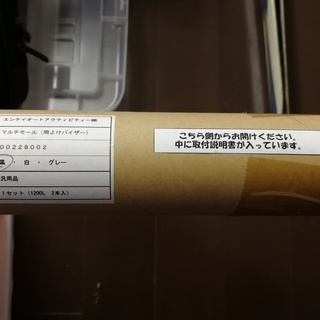 エンケイオートアクティビティー㈱
マルチモール (雨よけバイザー)
00228002
黒・白・グレー
汎用品
1セット (1200L 2本入)
こちら側からお開けください。
中に取付説明書が入っています。